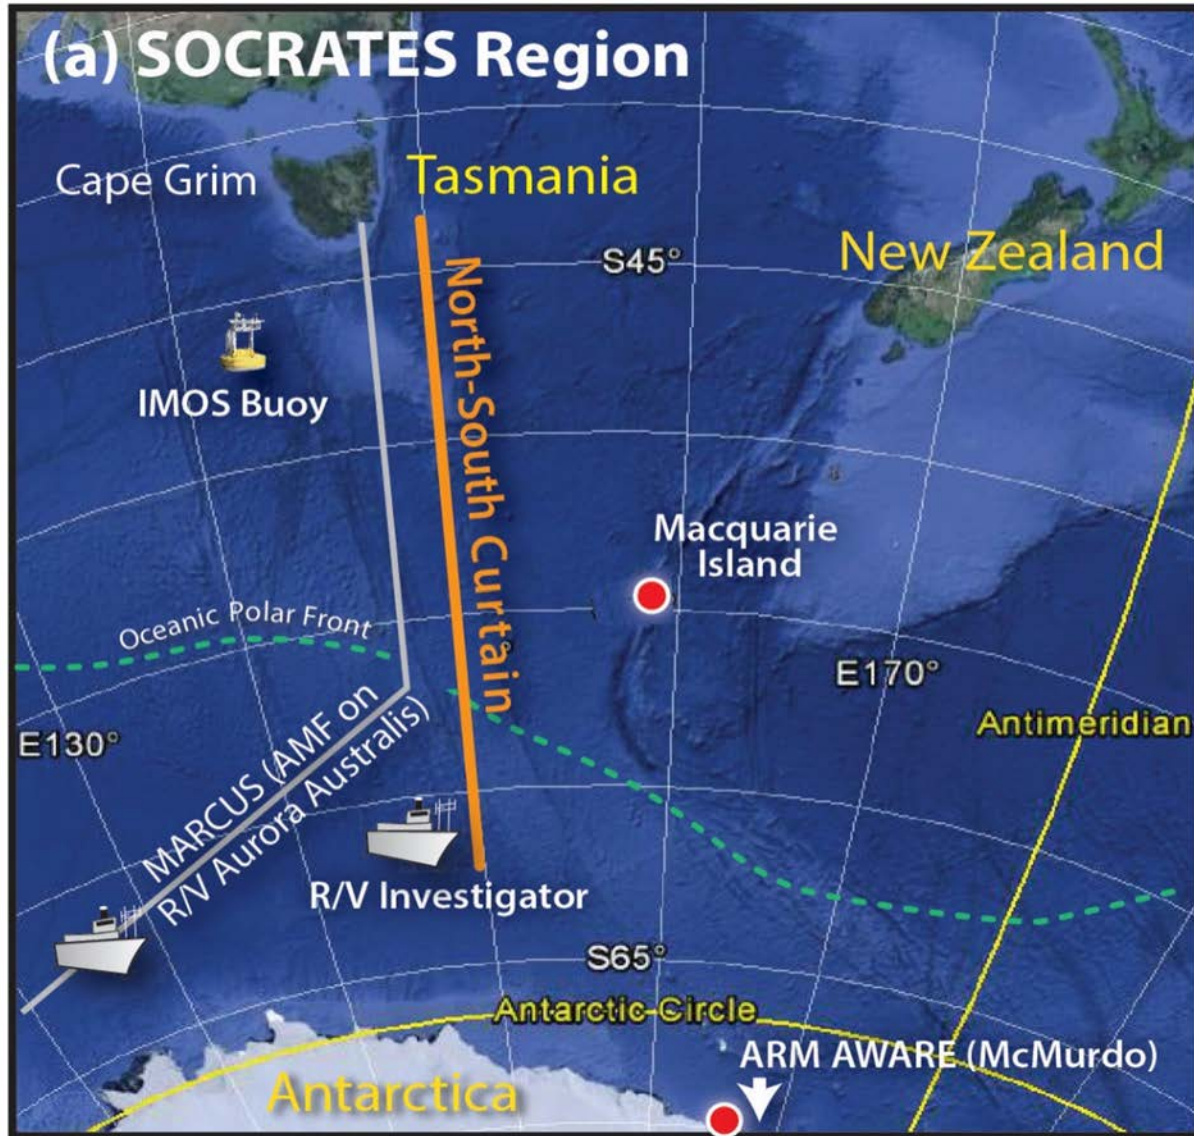 (a) SOCRATES Region
Cape Grim
Tasmania
S45°
New Zealand
North-South Curtain
IMOS Buoy
Macquarie
Island
Oceanic Polar Front
E170°
Antimeridian
E130°
MARCUS (AMF on
R/V Aurora Australis)
R/V Investigator
S65°
Antarctic Circle
ARM AWARE (McMurdo)
Antarctica